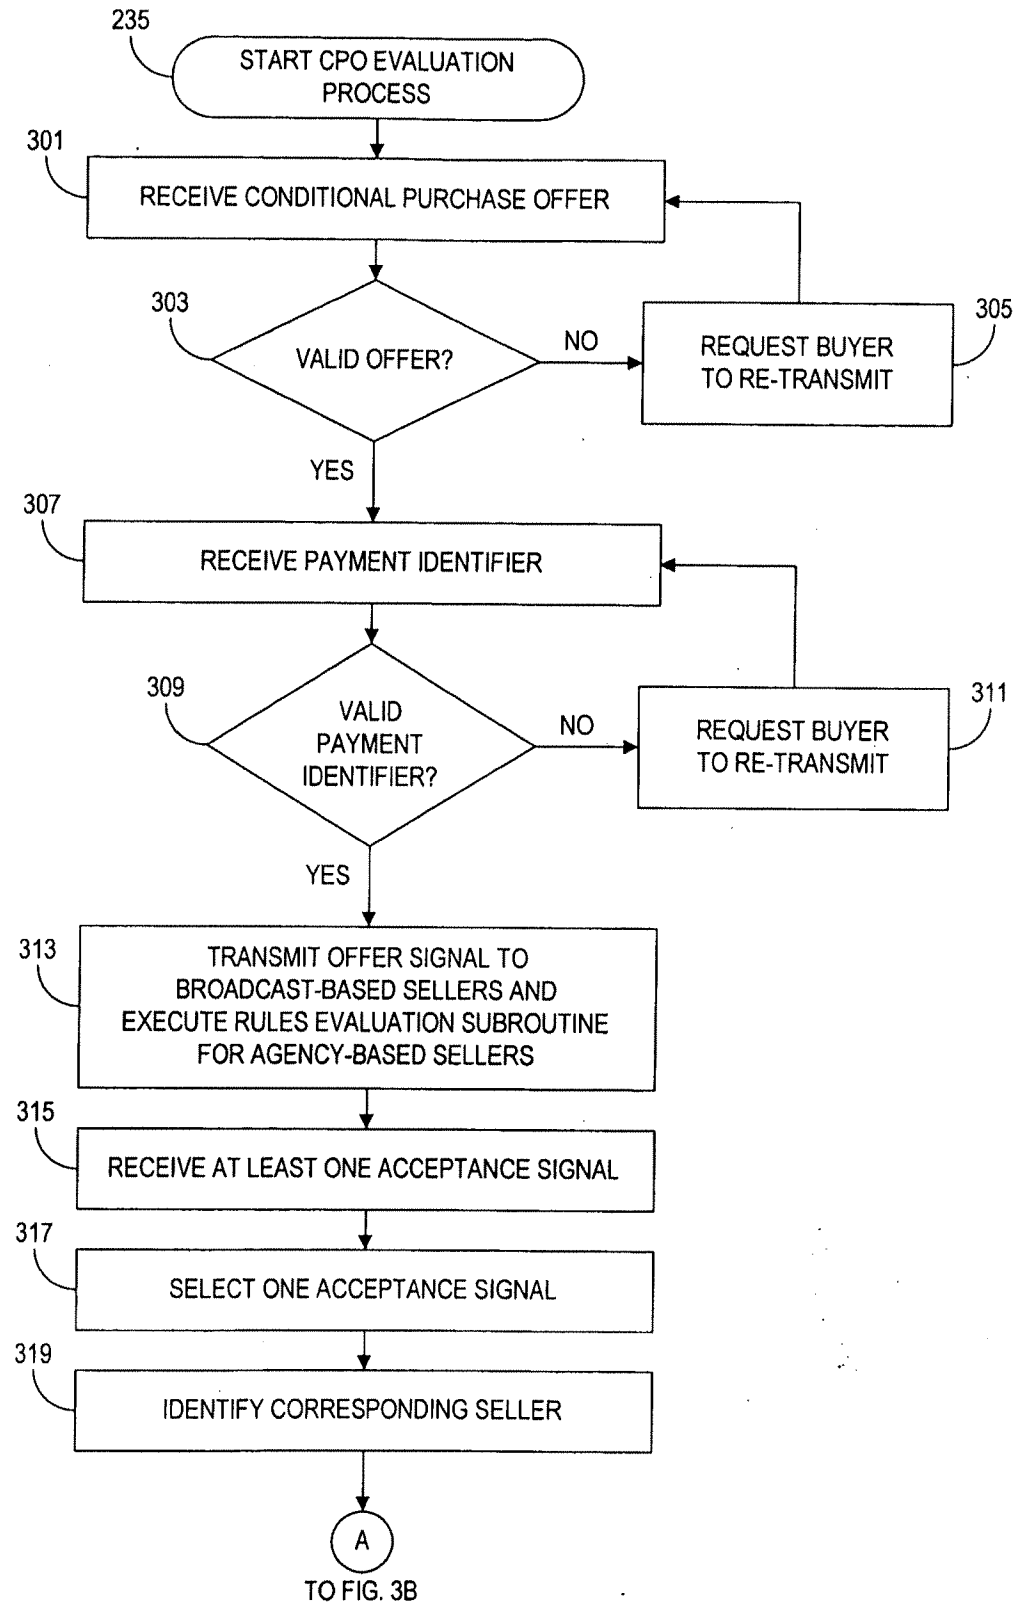 235
START CPO EVALUATION
PROCESS
301
RECEIVE CONDITIONAL PURCHASE OFFER
303
VALID OFFER?
NO
305
REQUEST BUYER
TO RE-TRANSMIT
YES
307
RECEIVE PAYMENT IDENTIFIER
309
VALID
PAYMENT
IDENTIFIER?
NO
311
REQUEST BUYER
TO RE-TRANSMIT
YES
313
TRANSMIT OFFER SIGNAL TO
BROADCAST-BASED SELLERS AND
EXECUTE RULES EVALUATION SUBROUTINE
FOR AGENCY-BASED SELLERS
315
RECEIVE AT LEAST ONE ACCEPTANCE SIGNAL
317
SELECT ONE ACCEPTANCE SIGNAL
319
IDENTIFY CORRESPONDING SELLER
A
TO FIG. 3B